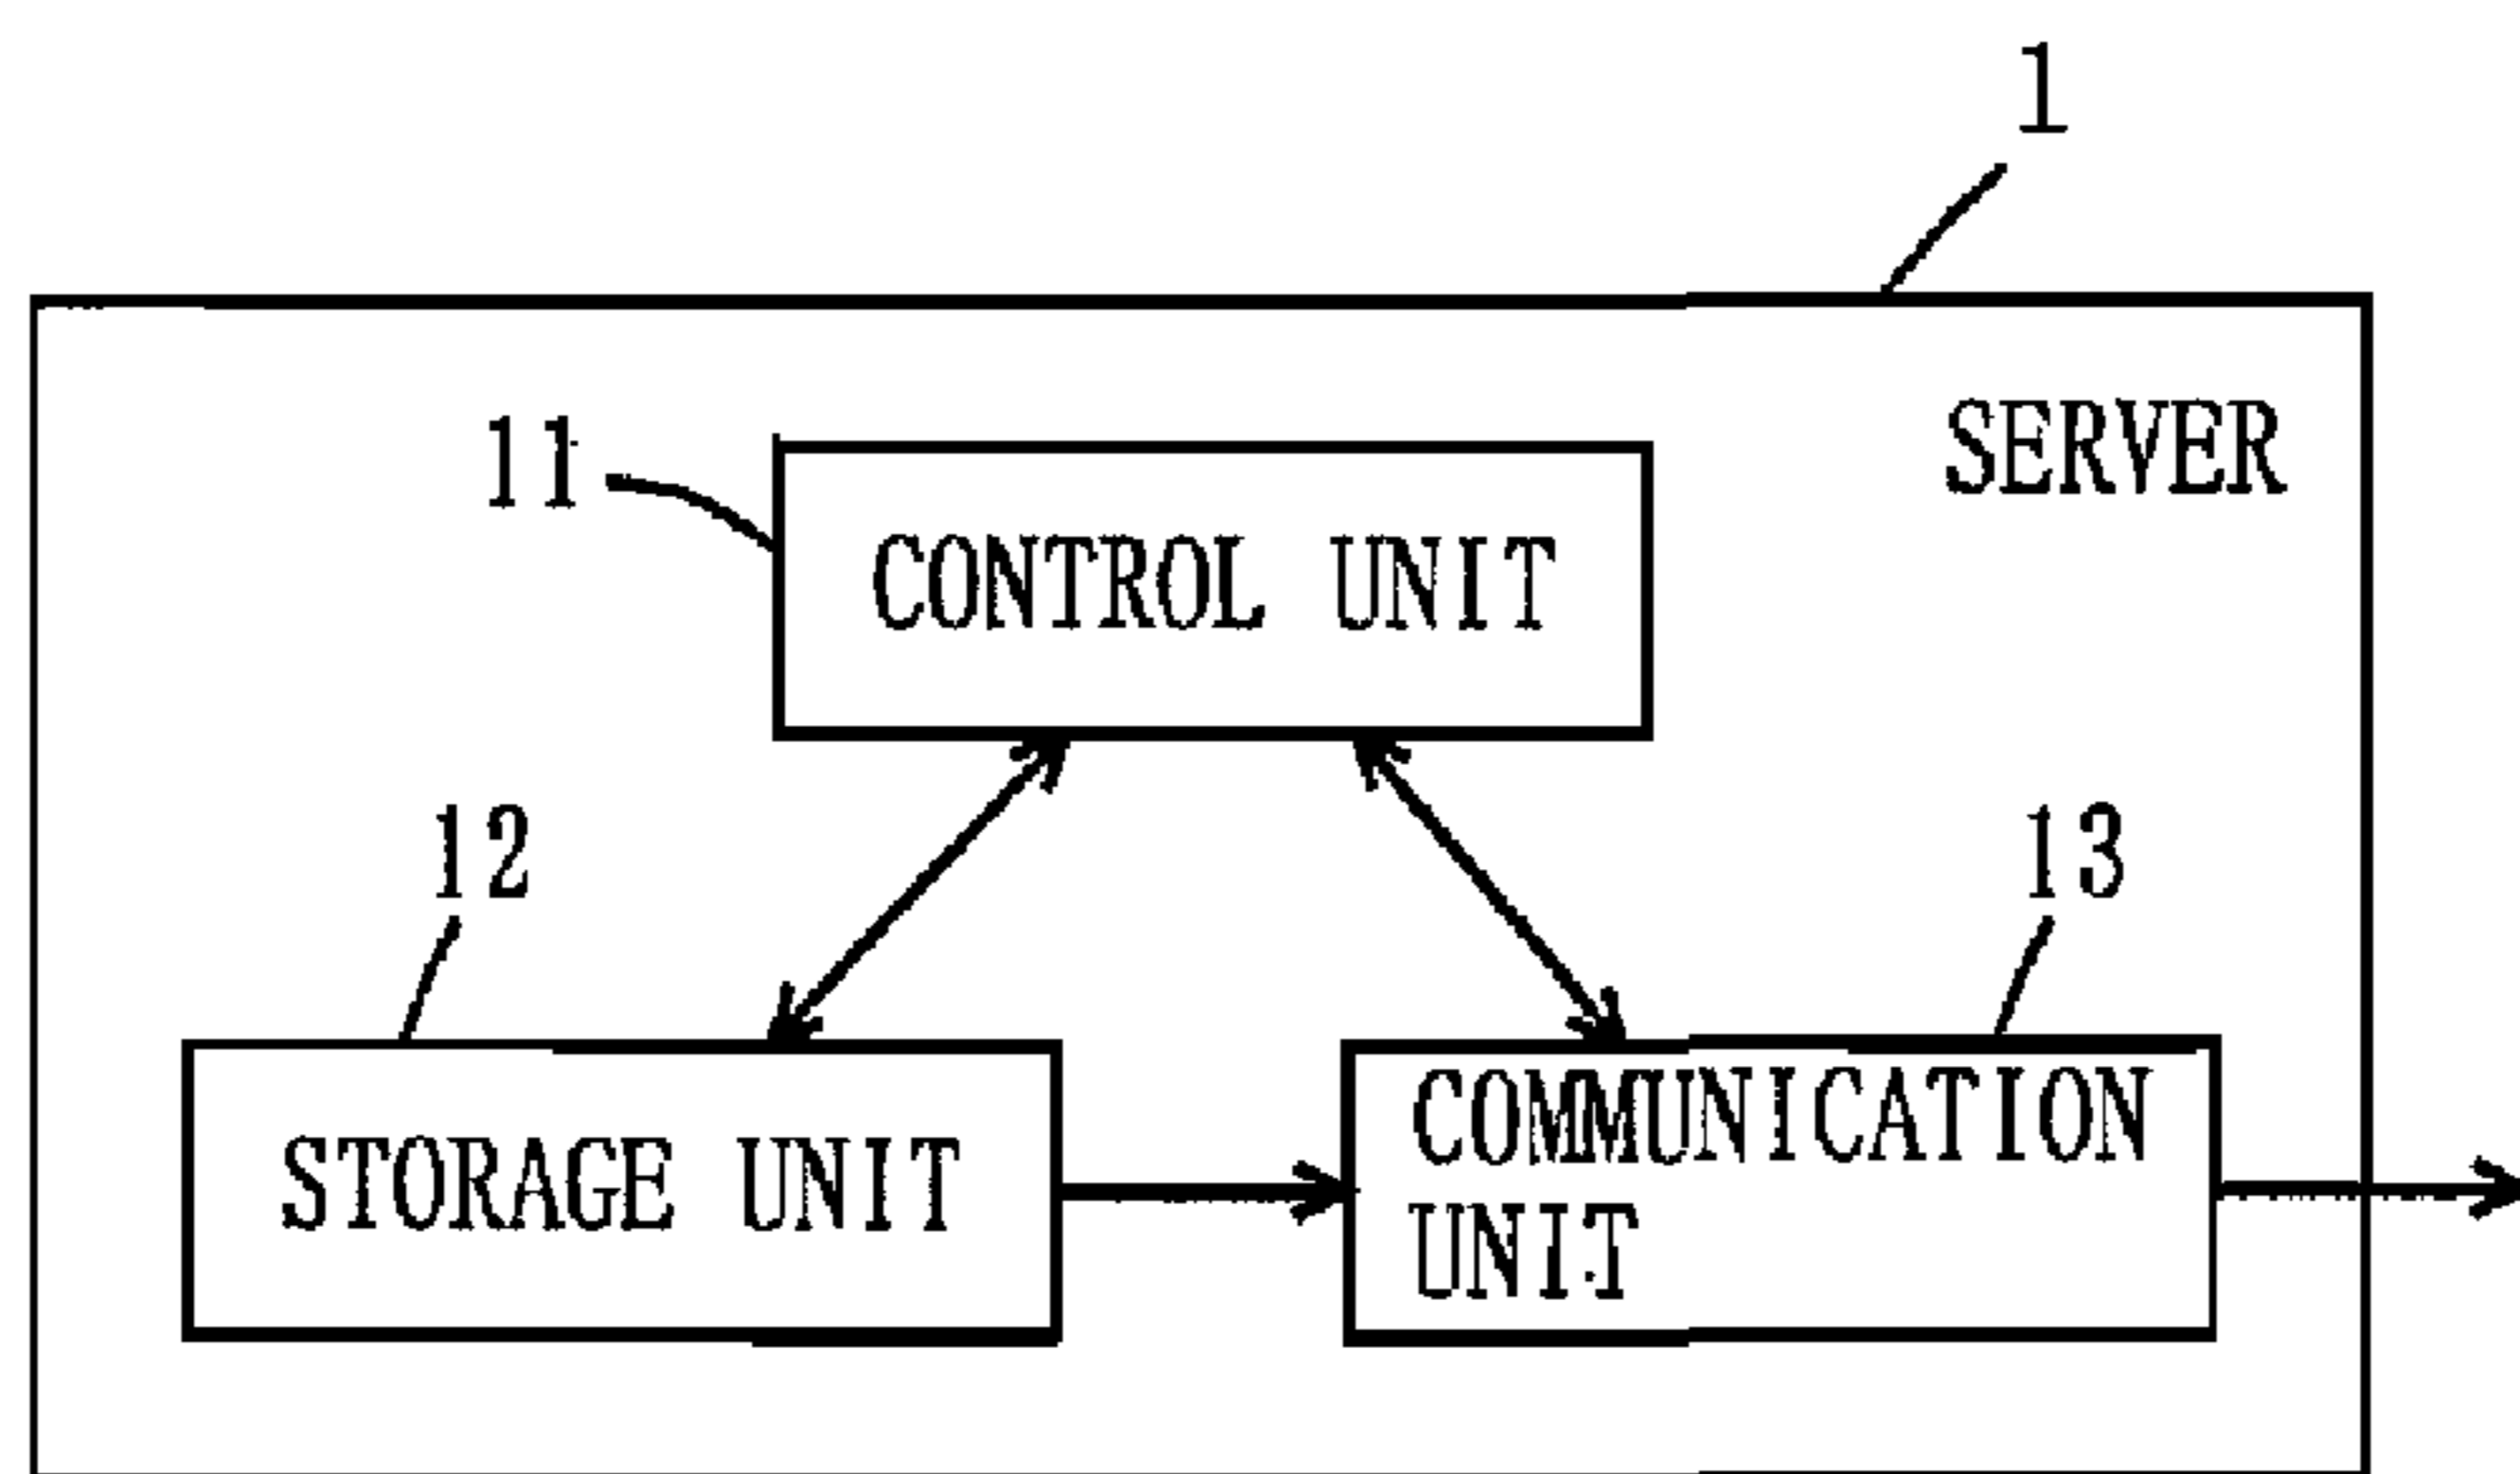 1
SERVER
11
CONTROL UNIT
12
13
STORAGE UNIT
COMMUNICATION
UNIT